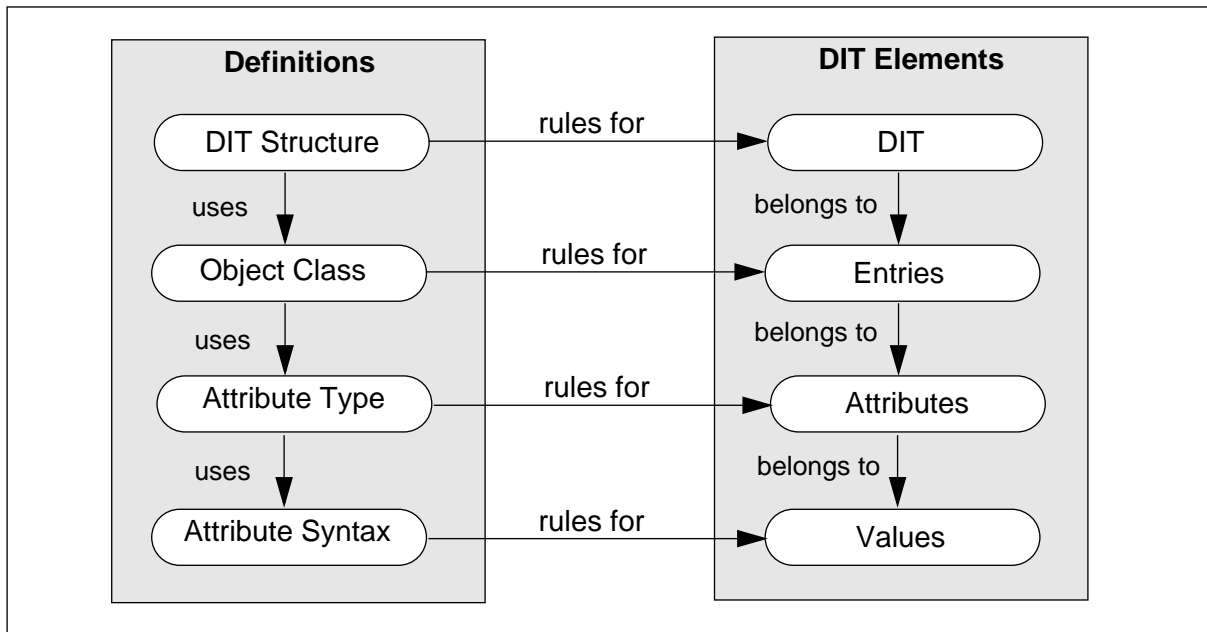 Definitions
DIT Elements
DIT Structure
rules for
DIT
uses
belongs to
Object Class
rules for
Entries
uses
belongs to
Attribute Type
rules for
Attributes
uses
belongs to
Attribute Syntax
rules for
Values